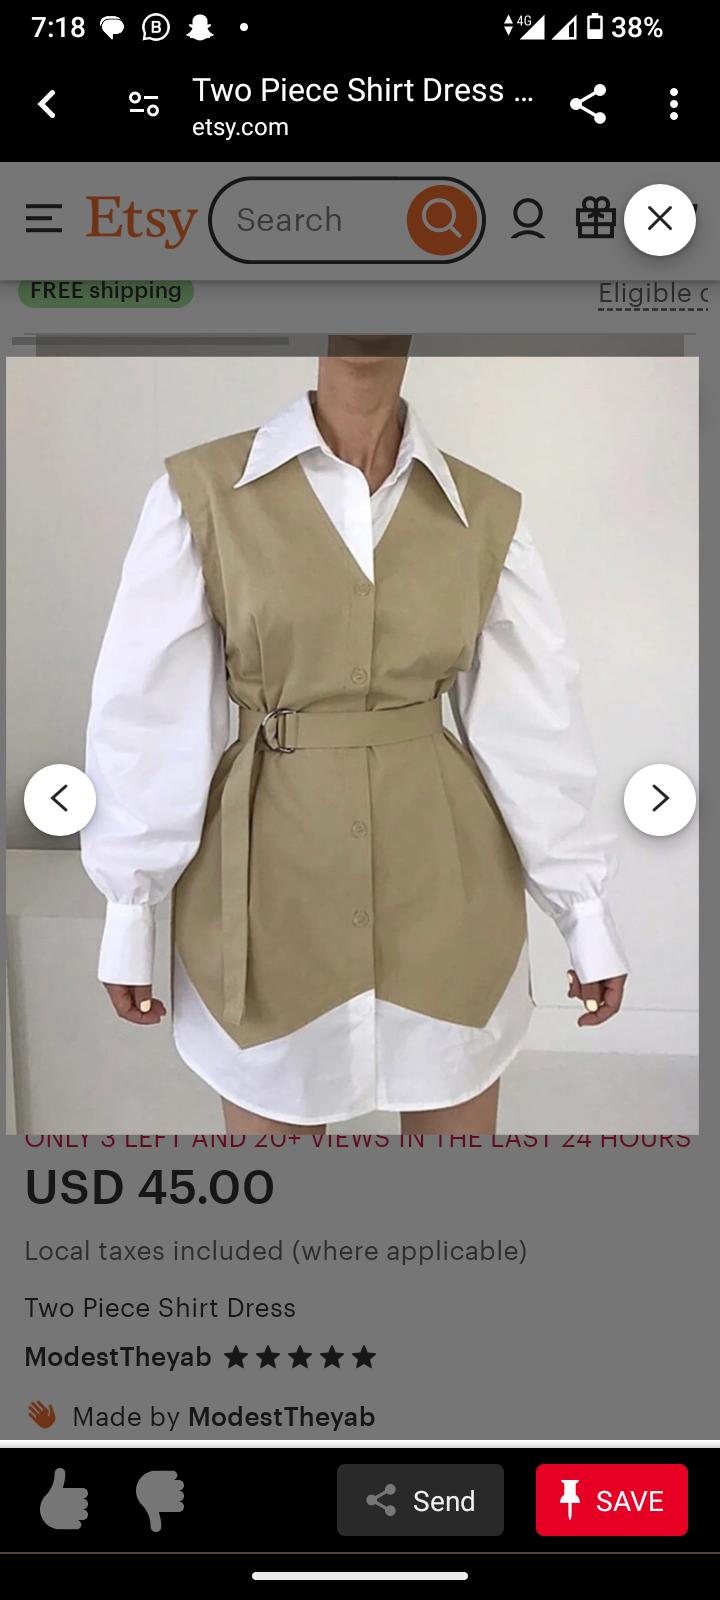 7:18 B 4G 38%
Two Piece Shirt Dress ...
etsy.com
Etsy Search
FREE shipping Eligible
ONLY 3 LEFT AND 20+ VIEWS IN THE LAST 24 HOURS
USD 45.00
Local taxes included (where applicable)
Two Piece Shirt Dress
ModestTheyab
Made by ModestTheyab
Send SAVE